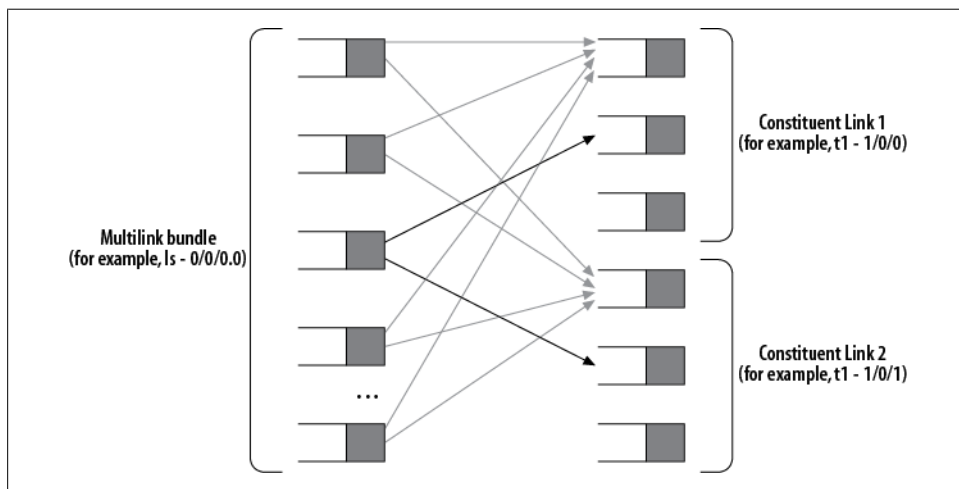 Multilink bundle
(for example, ls - 0/0/0.0)
...
Constituent Link 1
(for example, t1 - 1/0/0)
Constituent Link 2
(for example, t1 - 1/0/1)